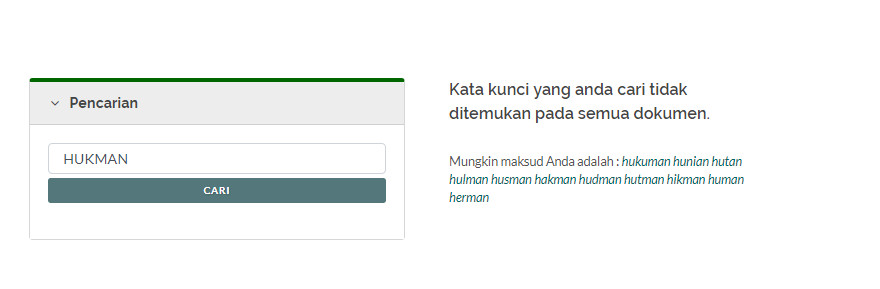 Pencarian
HUKMAN
CARI
Kata kunci yang anda cari tidak
ditemukan pada semua dokumen.
Mungkin maksud Anda adalah : hukuman hunian hutan
hulman husman hakman hudman hutman hikman human
herman